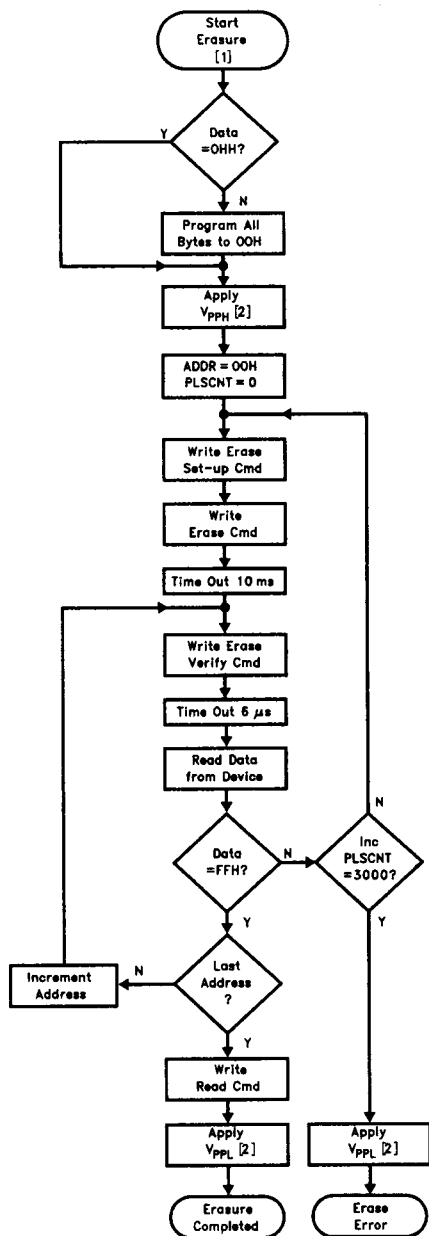 Start
Erasure
[1]
Data
=OHH?
Y
N
Program All
Bytes to OOH
Apply
VPPH [2]
ADDR = OOH
PLSCNT = 0
Write Erase
Set-up Cmd
Write
Erase Cmd
Time Out 10 ms
Write Erase
Verify Cmd
Time Out 6 μs
Read Data
from Device
Data
=FFH?
N
Y
Inc
PLSCNT
=3000?
N
Y
Last
Address
?
N
Y
Increment
Address
Write
Read Cmd
Apply
VPPL [2]
Apply
VPPL [2]
Erasure
Completed
Erase
Error